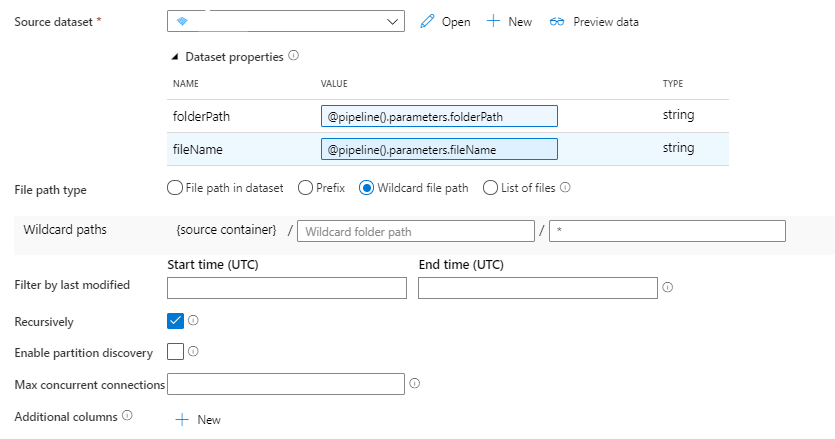 Source dataset * Open New Preview data
Dataset properties
NAME VALUE TYPE
folderPath @pipeline().parameters.folderPath string
fileName @pipeline().parameters.fileName string
File path type File path in dataset Prefix Wildcard file path List of files
Wildcard paths {source container} / Wildcard folder path / *
Start time (UTC) End time (UTC)
Filter by last modified
Recursively
Enable partition discovery
Max concurrent connections
Additional columns New